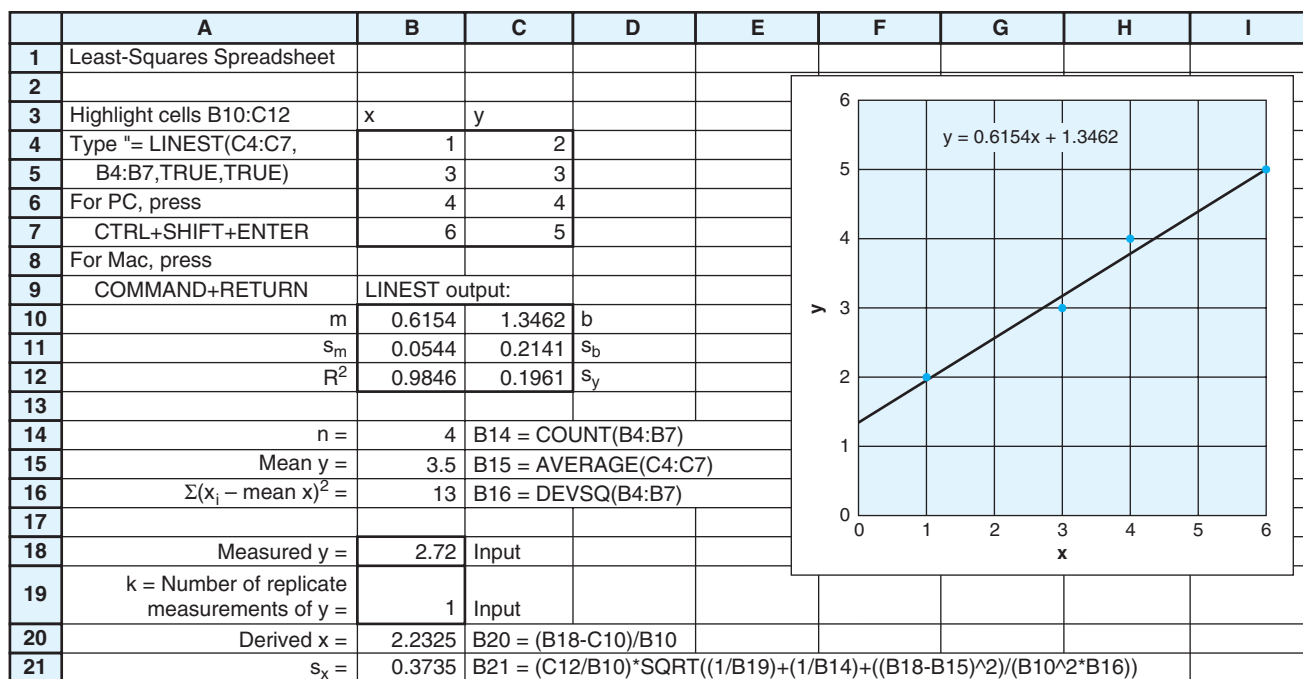 A B C D E F G H I
1 Least-Squares Spreadsheet
2
3 Highlight cells B10:C12 x y
4 Type "= LINEST(C4:C7, 1 2
5 B4:B7,TRUE,TRUE) 3 3
6 For PC, press 4 4
7 CTRL+SHIFT+ENTER 6 5
8 For Mac, press
9 COMMAND+RETURN LINEST output:
10 m 0.6154 1.3462 b
11 s_m 0.0544 0.2141 s_b
12 R² 0.9846 0.1961 s_y
13
14 n = 4 B14 = COUNT(B4:B7)
15 Mean y = 3.5 B15 = AVERAGE(C4:C7)
16 Σ(x_i – mean x)² = 13 B16 = DEVSQ(B4:B7)
17
18 Measured y = 2.72 Input
19 k = Number of replicate
measurements of y = 1 Input
20 Derived x = 2.2325 B20 = (B18-C10)/B10
21 s_x = 0.3735 B21 = (C12/B10)*SQRT((1/B19)+(1/B14)+((B18-B15)^2)/(B10^2*B16))
y = 0.6154x + 1.3462
6
5
4
3
2
1
0
y
0 1 2 3 4 5 6
x